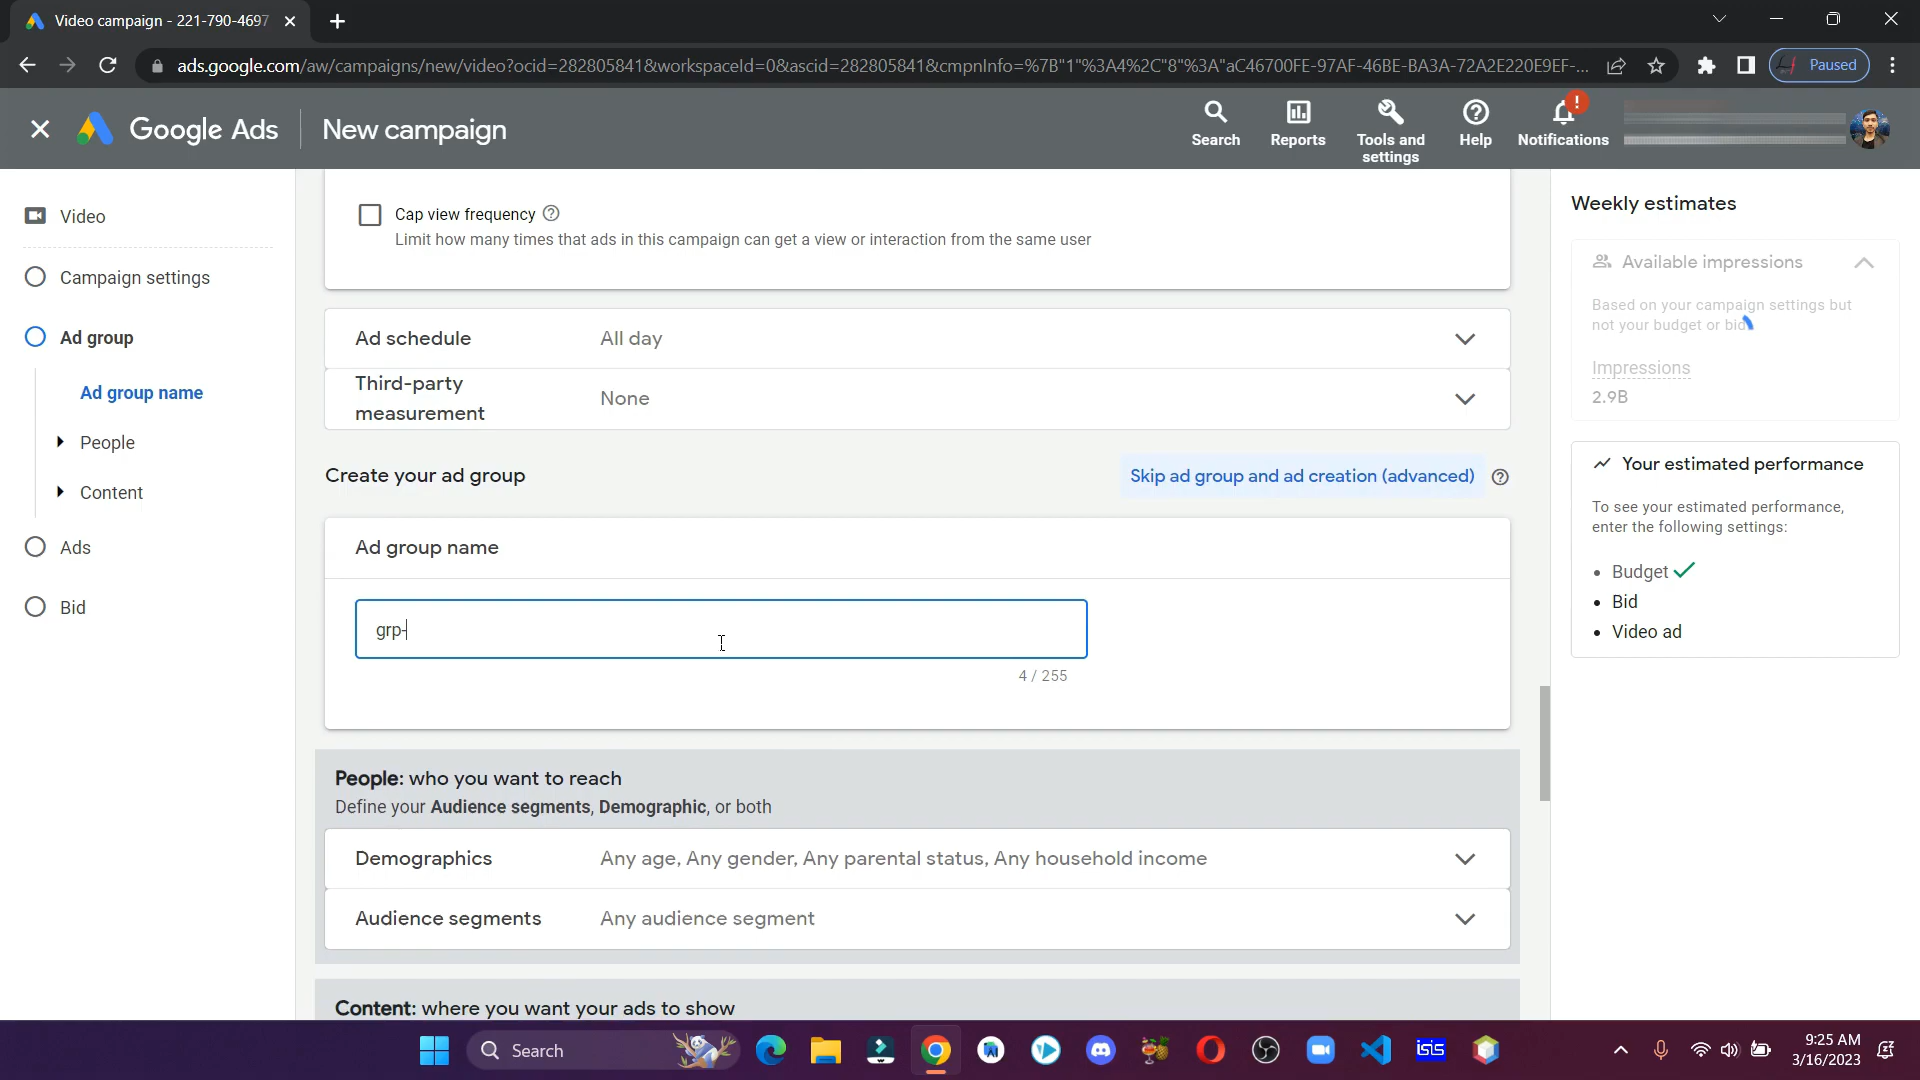 Video campaign - 221-790-4697
ads.google.com/aw/campaigns/new/video?ocid=282805841&workspaceId=0&ascid=282805841&cmpnInfo=%7B"1"%3A4%2C"8"%3A"aC46700FE-97AF-46BE-BA3A-72A2E220E9EF-...
Paused
Google Ads
New campaign
Search
Reports
Tools and
settings
Help
Notifications
Video
Campaign settings
Ad group
Ad group name
People
Content
Ads
Bid
Cap view frequency
Limit how many times that ads in this campaign can get a view or interaction from the same user
Ad schedule All day
Third-party
measurement None
Create your ad group
Skip ad group and ad creation (advanced)
Ad group name
grp-
4 / 255
People: who you want to reach
Define your Audience segments, Demographic, or both
Demographics Any age, Any gender, Any parental status, Any household income
Audience segments Any audience segment
Content: where you want your ads to show
Weekly estimates
Available impressions
Based on your campaign settings but
not your budget or bid
Impressions
2.9B
Your estimated performance
To see your estimated performance,
enter the following settings:
• Budget
• Bid
• Video ad
Search
ISIS
9:25 AM
3/16/2023